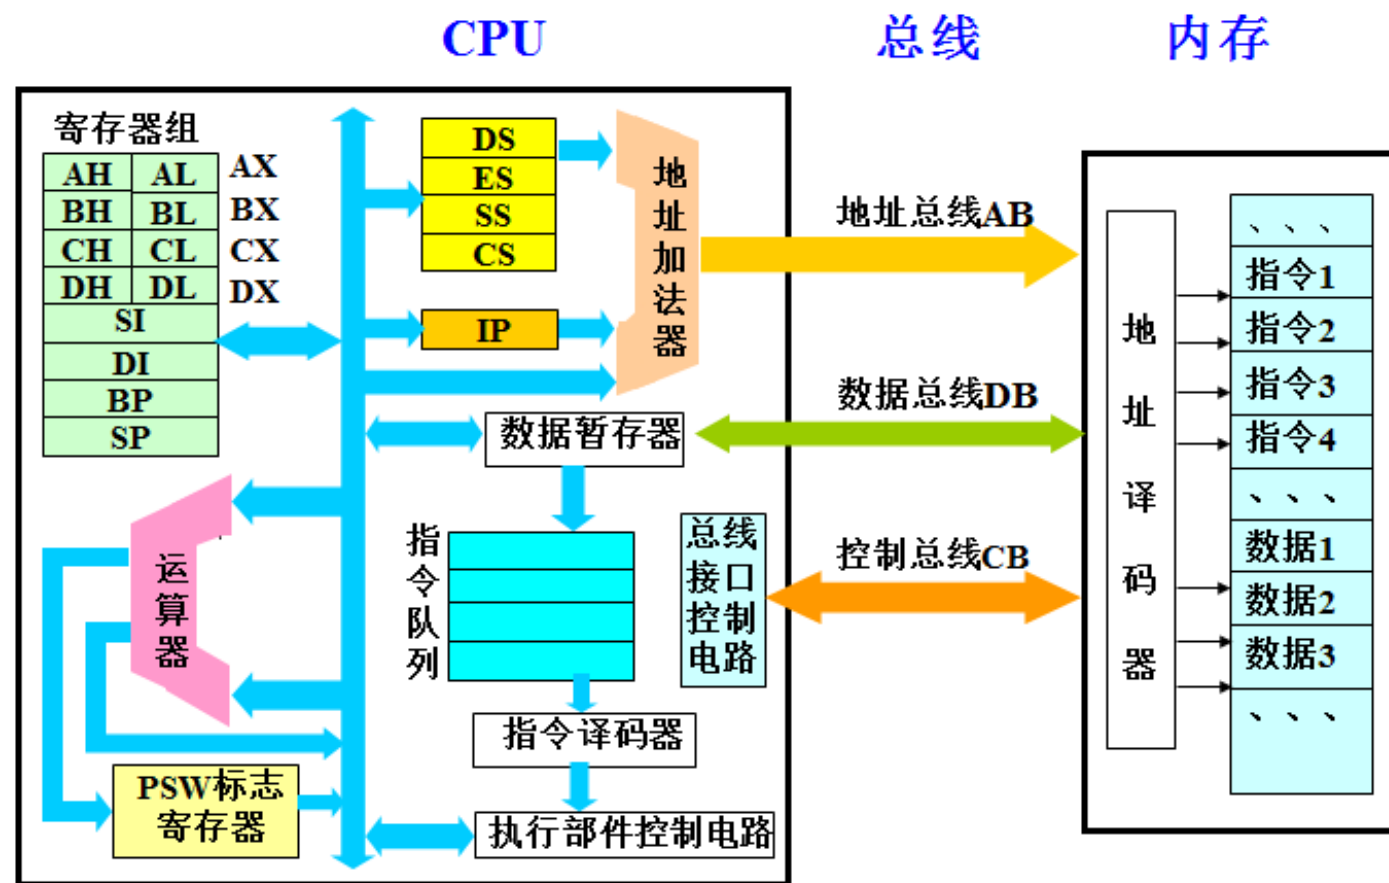 CPU
总线
内存
寄存器组
AH AL AX
BH BL BX
CH CL CX
DH DL DX
SI
DI
BP
SP
DS
ES
SS
CS
IP
地址加法器
数据暂存器
指令队列
总线
接口
控制
电路
指令译码器
执行部件控制电路
运算器
PSW标志
寄存器
地址总线AB
数据总线DB
控制总线CB
地址译码器
、、、
指令1
指令2
指令3
指令4
、、、
数据1
数据2
数据3
、、、